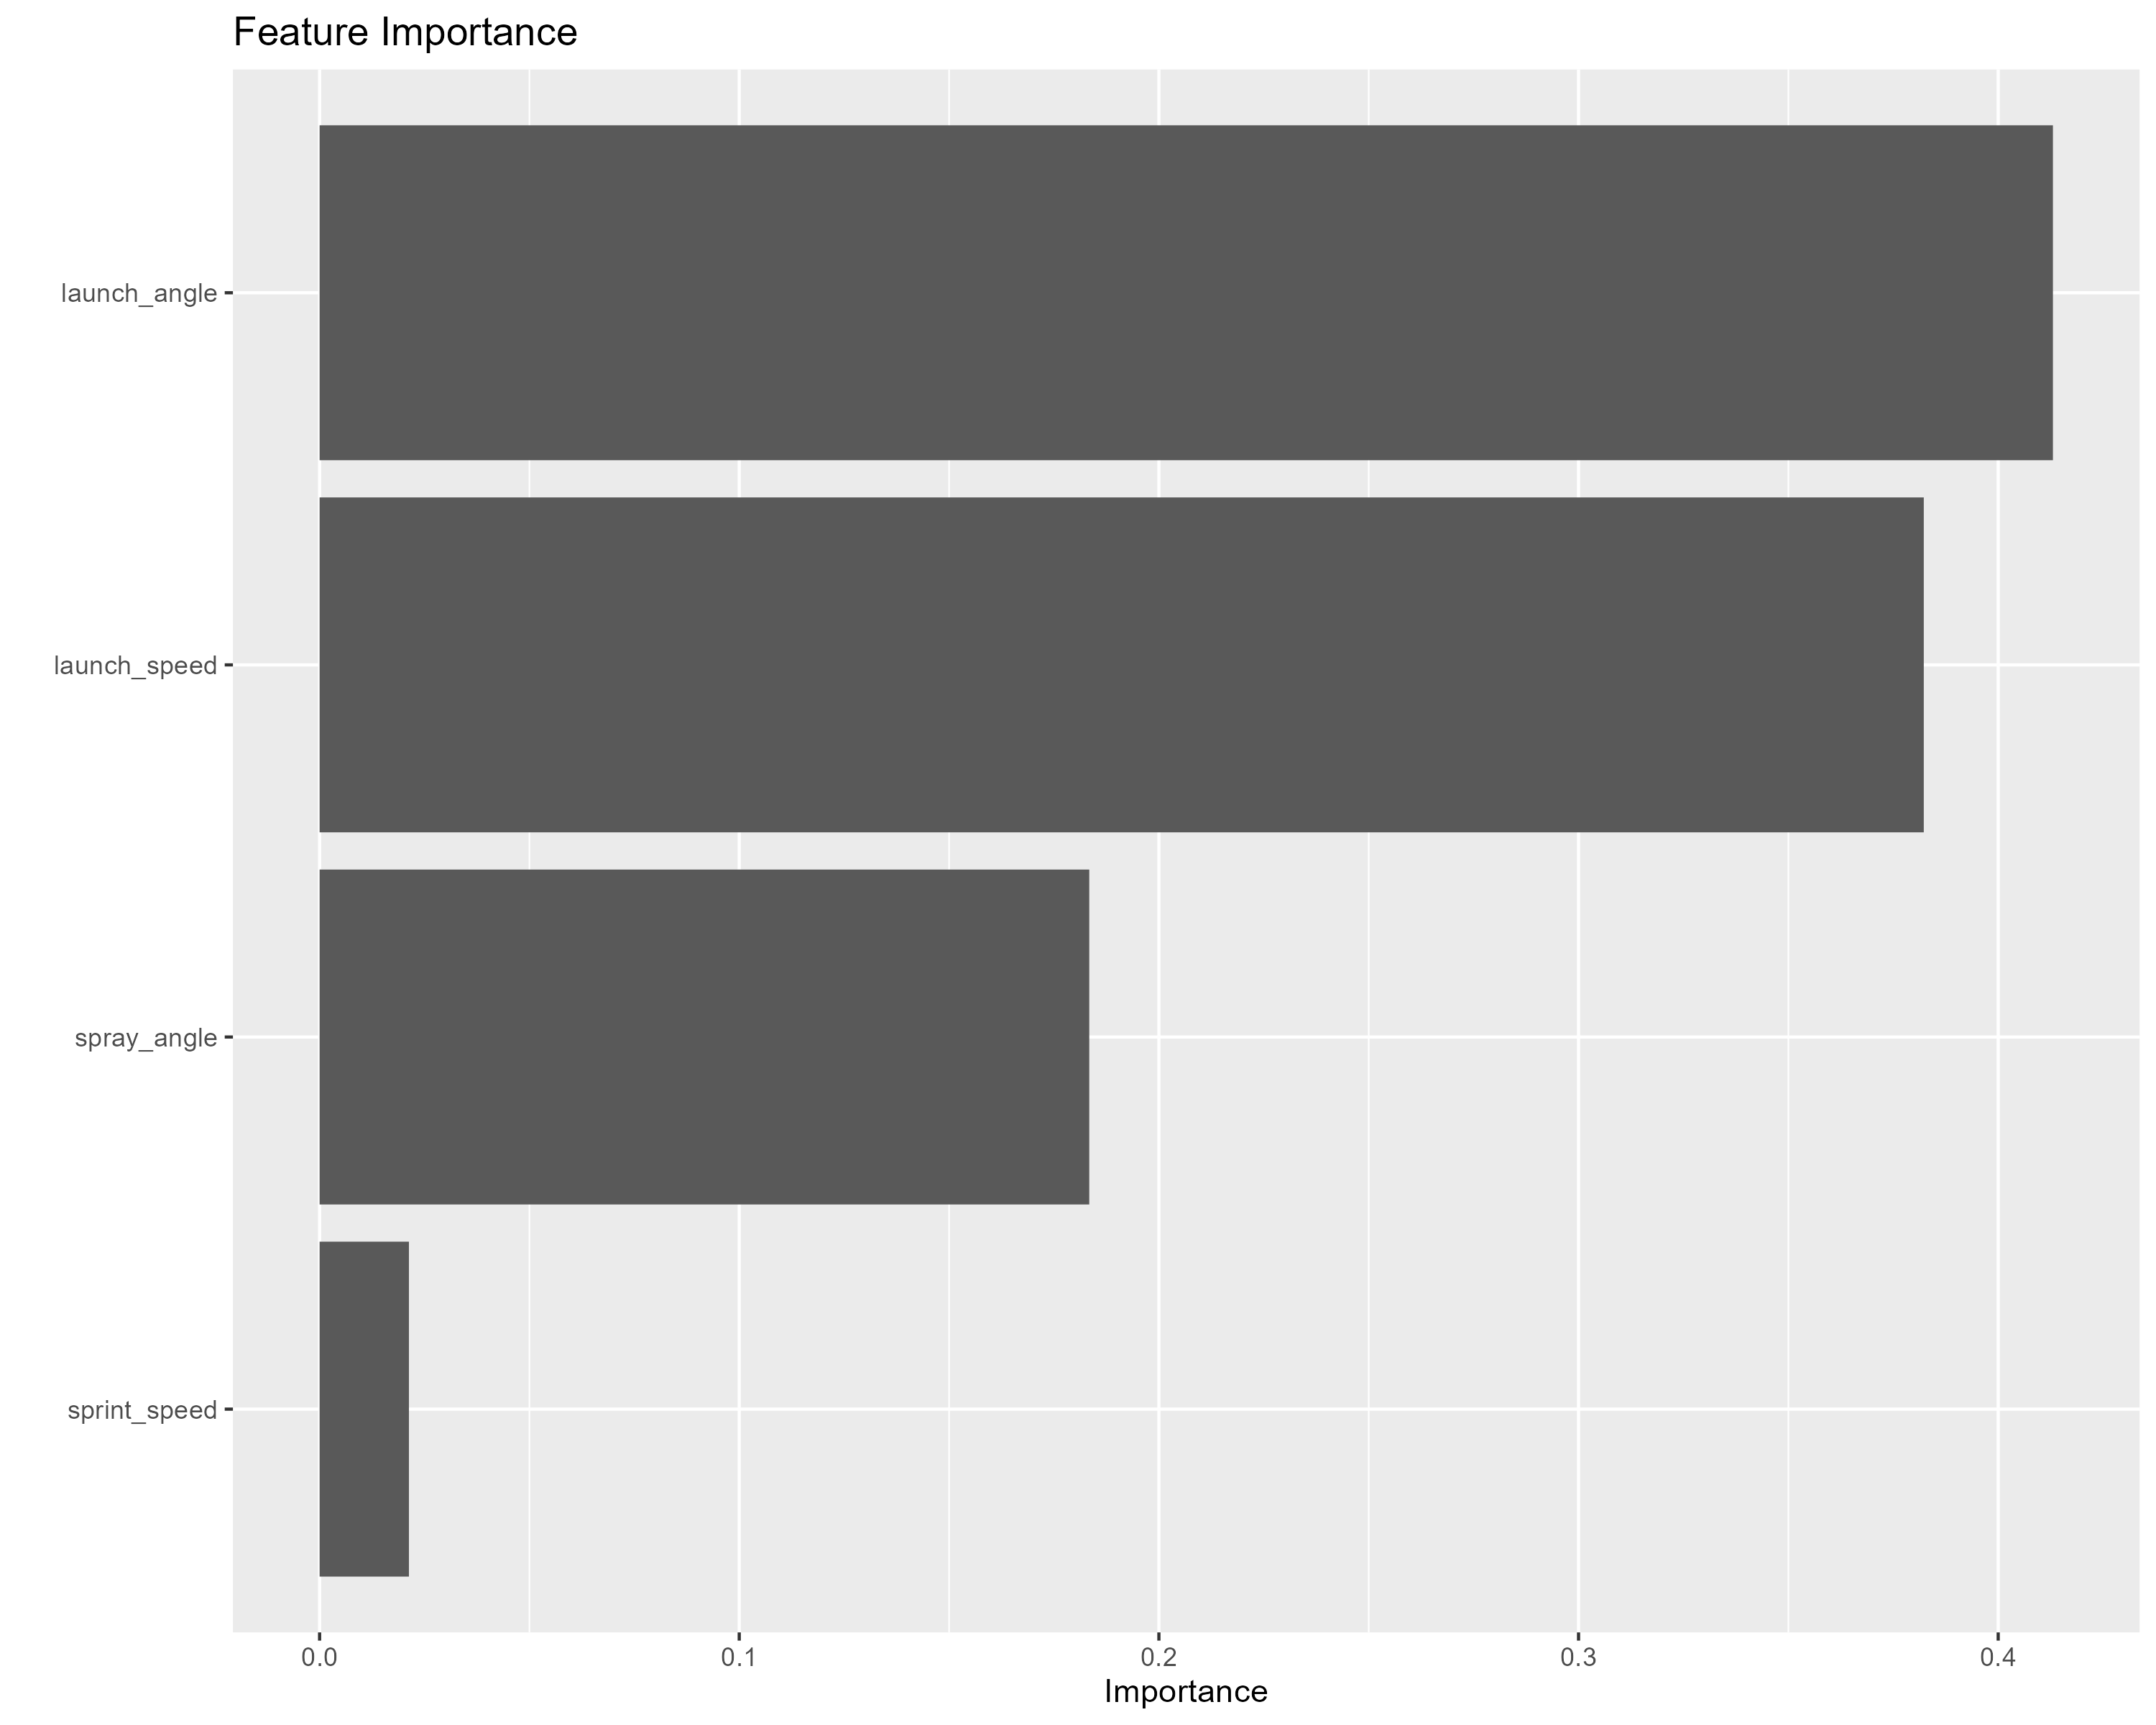 Feature Importance
launch_angle
launch_speed
spray_angle
sprint_speed
0.0 0.1 0.2 0.3 0.4
Importance